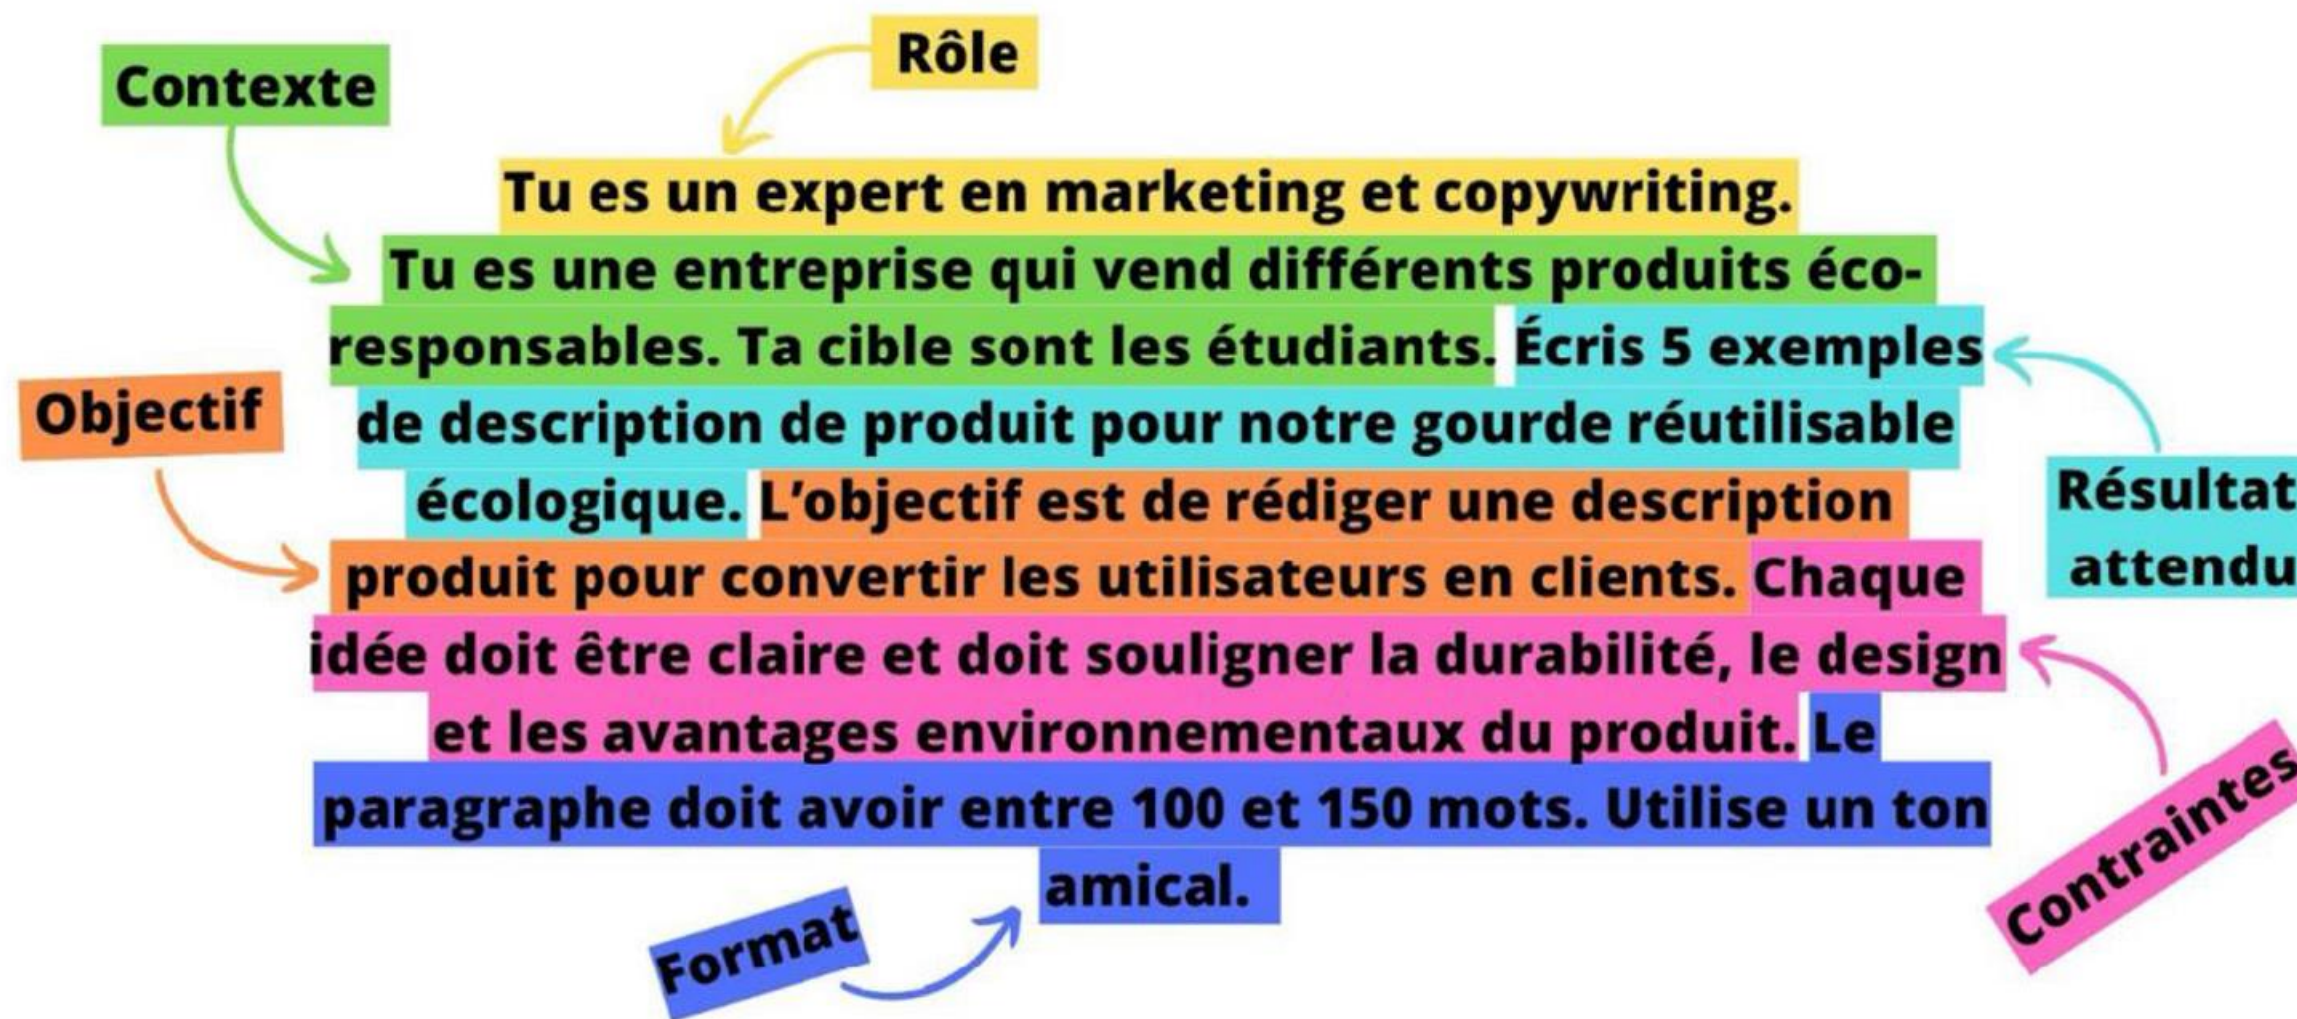 Rôle
Contexte
Tu es un expert en marketing et copywriting.
Tu es une entreprise qui vend différents produits éco-
responsables. Ta cible sont les étudiants. Écris 5 exemples
de description de produit pour notre gourde réutilisable
écologique. L'objectif est de rédiger une description
produit pour convertir les utilisateurs en clients. Chaque
idée doit être claire et doit souligner la durabilité, le design
et les avantages environnementaux du produit. Le
paragraphe doit avoir entre 100 et 150 mots. Utilise un ton
amical.
Objectif
Résultat
attendu
Contraintes
Format